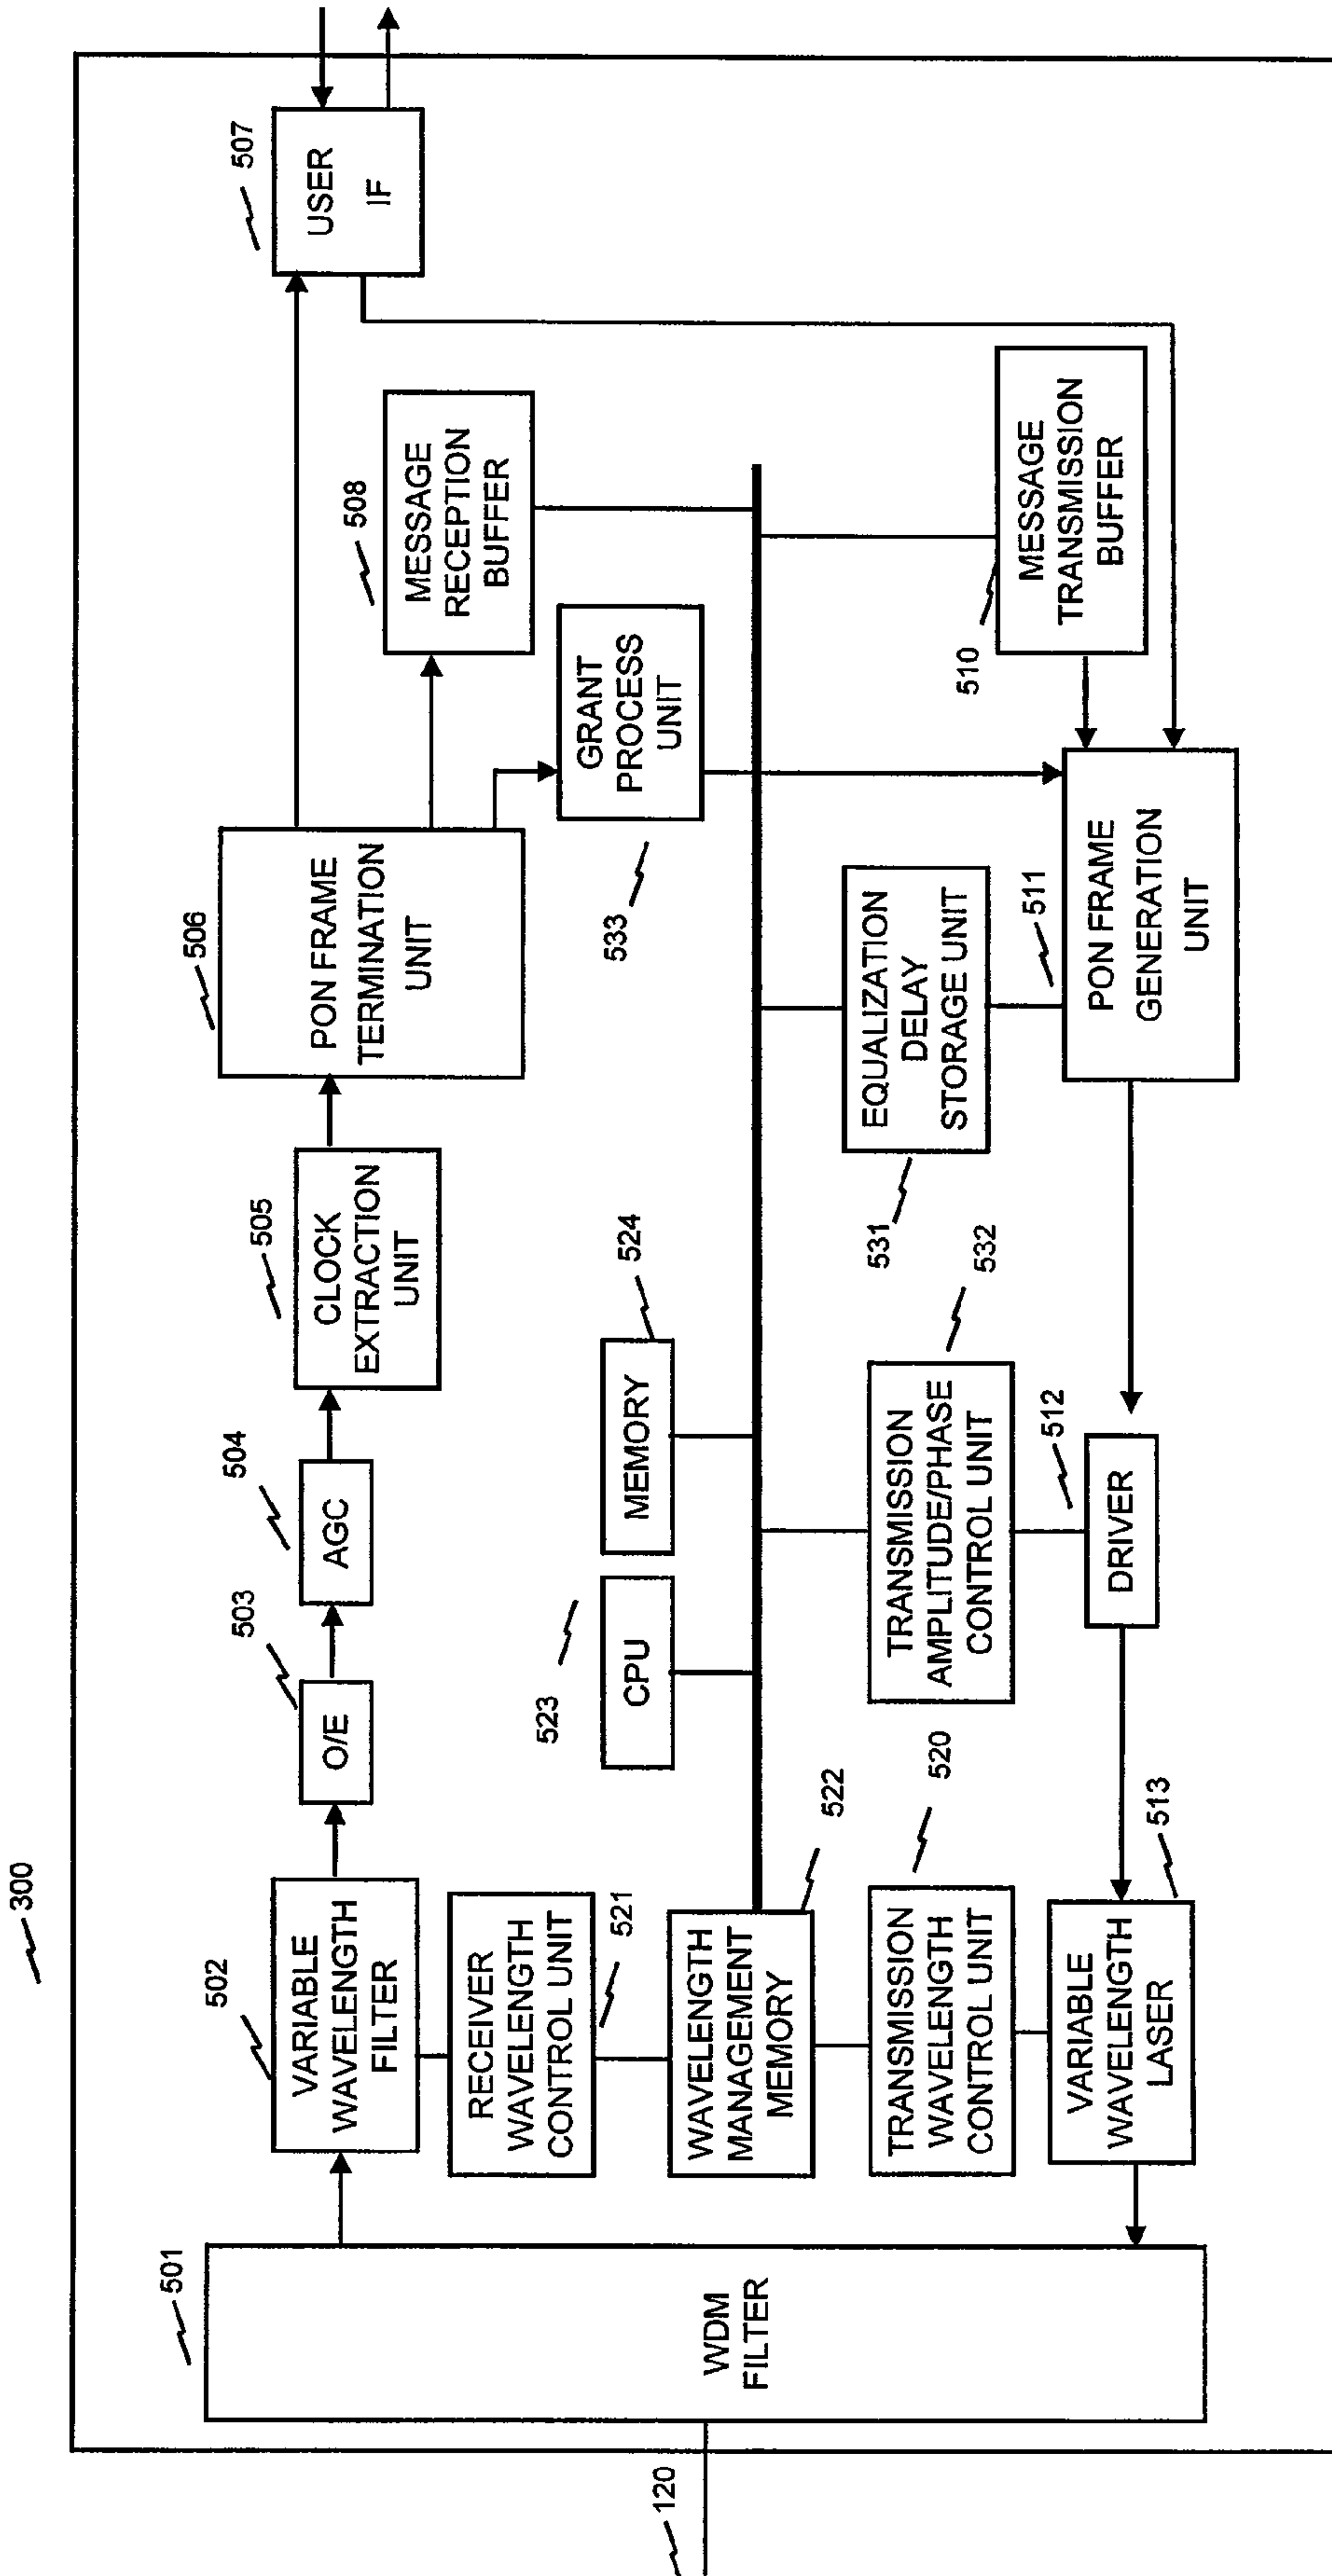 300
120
501
WDM
FILTER
502
VARIABLE
WAVELENGTH
FILTER
503
O/E
504
AGC
505
CLOCK
EXTRACTION
UNIT
506
PON FRAME
TERMINATION
UNIT
507
USER
IF
521
RECEIVER
WAVELENGTH
CONTROL UNIT
508
MESSAGE
RECEPTION
BUFFER
533
GRANT
PROCESS
UNIT
523
CPU
524
MEMORY
522
WAVELENGTH
MANAGEMENT
MEMORY
520
TRANSMISSION
WAVELENGTH
CONTROL UNIT
532
TRANSMISSION
AMPLITUDE/PHASE
CONTROL UNIT
531
EQUALIZATION
DELAY
STORAGE UNIT
510
MESSAGE
TRANSMISSION
BUFFER
513
VARIABLE
WAVELENGTH
LASER
512
DRIVER
511
PON FRAME
GENERATION
UNIT